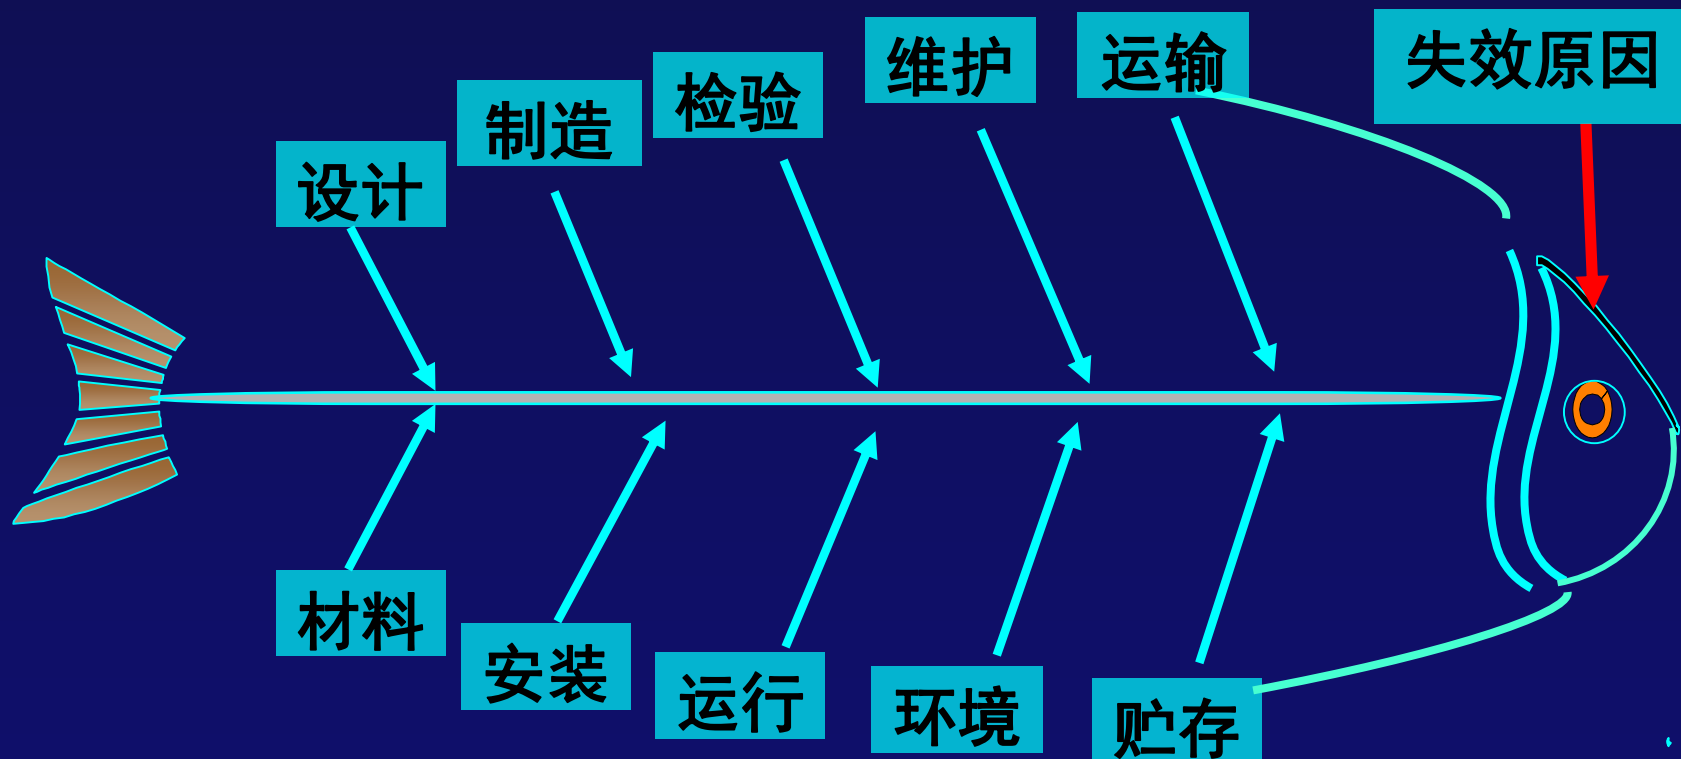 设计
制造
检验
维护
运输
失效原因
材料
安装
运行
环境
贮存